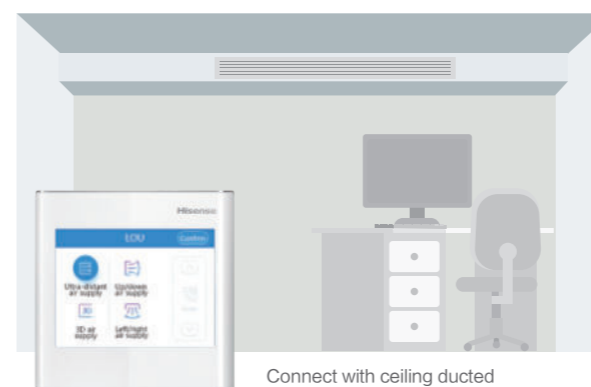 Hisense
LOU Confirm
Ultra-distant Up/down
air supply air supply
3D
3D air Left/right
supply air supply
Connect with ceiling ducted